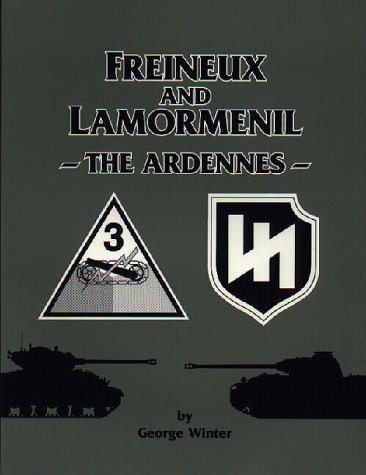 FREINEUX
AND
LAMORMENIL
– THE ARDENNES –
3
by
George Winter